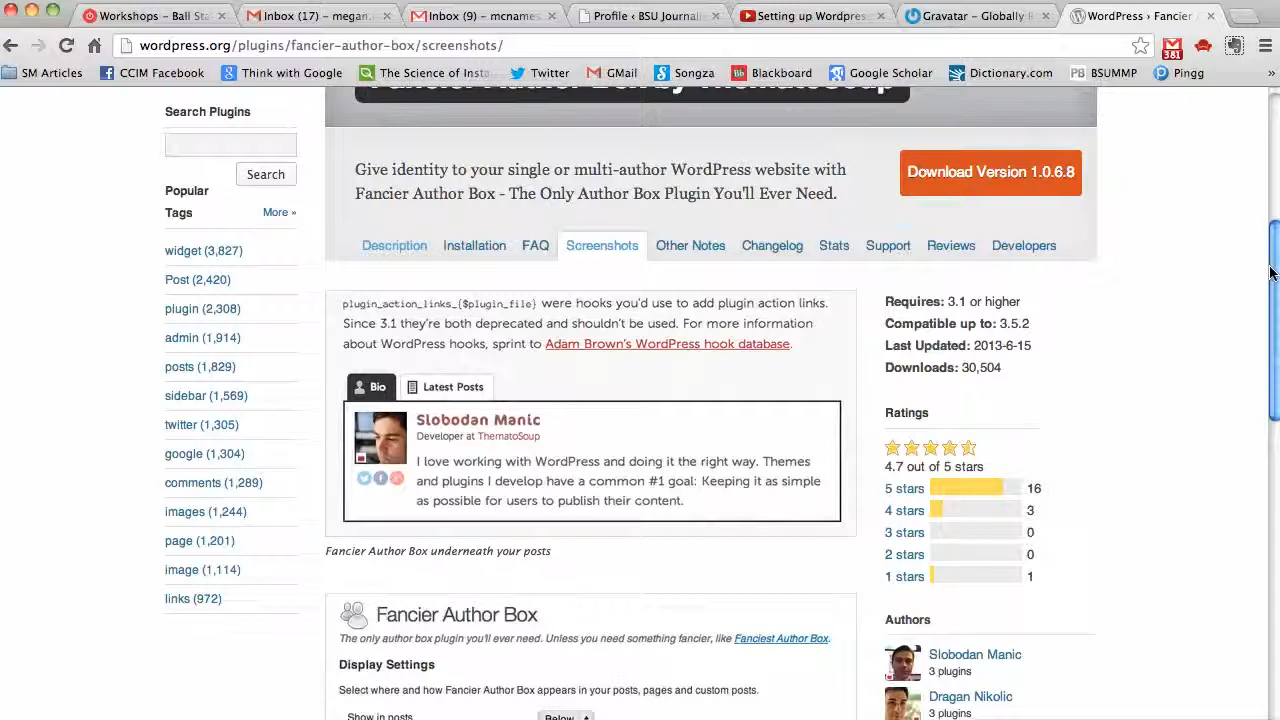 Workshops – Ball St
Inbox (17) – megan.
Inbox (9) – mcnames
Profile ‹ BSU Journali
Setting up Wordpres
Gravatar – Globally R
WordPress › Fancier
wordpress.org/plugins/fancier-author-box/screenshots/
381
SM Articles
CCIM Facebook
Think with Google
The Science of Insta
Twitter
GMail
Songza
Blackboard
Google Scholar
Dictionary.com
BSUMMP
Pingg
»
Search Plugins
Search
Popular
Tags
More »
widget (3,827)
Post (2,420)
plugin (2,308)
admin (1,914)
posts (1,829)
sidebar (1,569)
twitter (1,305)
google (1,304)
comments (1,289)
images (1,244)
page (1,201)
image (1,114)
links (972)
Fancier Author Box by ThematoSoup
Give identity to your single or multi-author WordPress website with
Fancier Author Box - The Only Author Box Plugin You'll Ever Need.
Download Version 1.0.6.8
Description
Installation
FAQ
Screenshots
Other Notes
Changelog
Stats
Support
Reviews
Developers
plugin_action_links_{$plugin_file} were hooks you'd use to add plugin action links.
Since 3.1 they're both deprecated and shouldn't be used. For more information
about WordPress hooks, sprint to Adam Brown's WordPress hook database.
Bio
Latest Posts
Slobodan Manic
Developer at ThematoSoup
I love working with WordPress and doing it the right way. Themes
and plugins I develop have a common #1 goal: Keeping it as simple
as possible for users to publish their content.
Fancier Author Box underneath your posts
Fancier Author Box
The only author box plugin you'll ever need. Unless you need something fancier, like Fanciest Author Box.
Display Settings
Select where and how Fancier Author Box appears in your posts, pages and custom posts.
Show in posts
Below
Requires: 3.1 or higher
Compatible up to: 3.5.2
Last Updated: 2013-6-15
Downloads: 30,504
Ratings
4.7 out of 5 stars
5 stars 16
4 stars 3
3 stars 0
2 stars 0
1 stars 1
Authors
Slobodan Manic
3 plugins
Dragan Nikolic
3 plugins